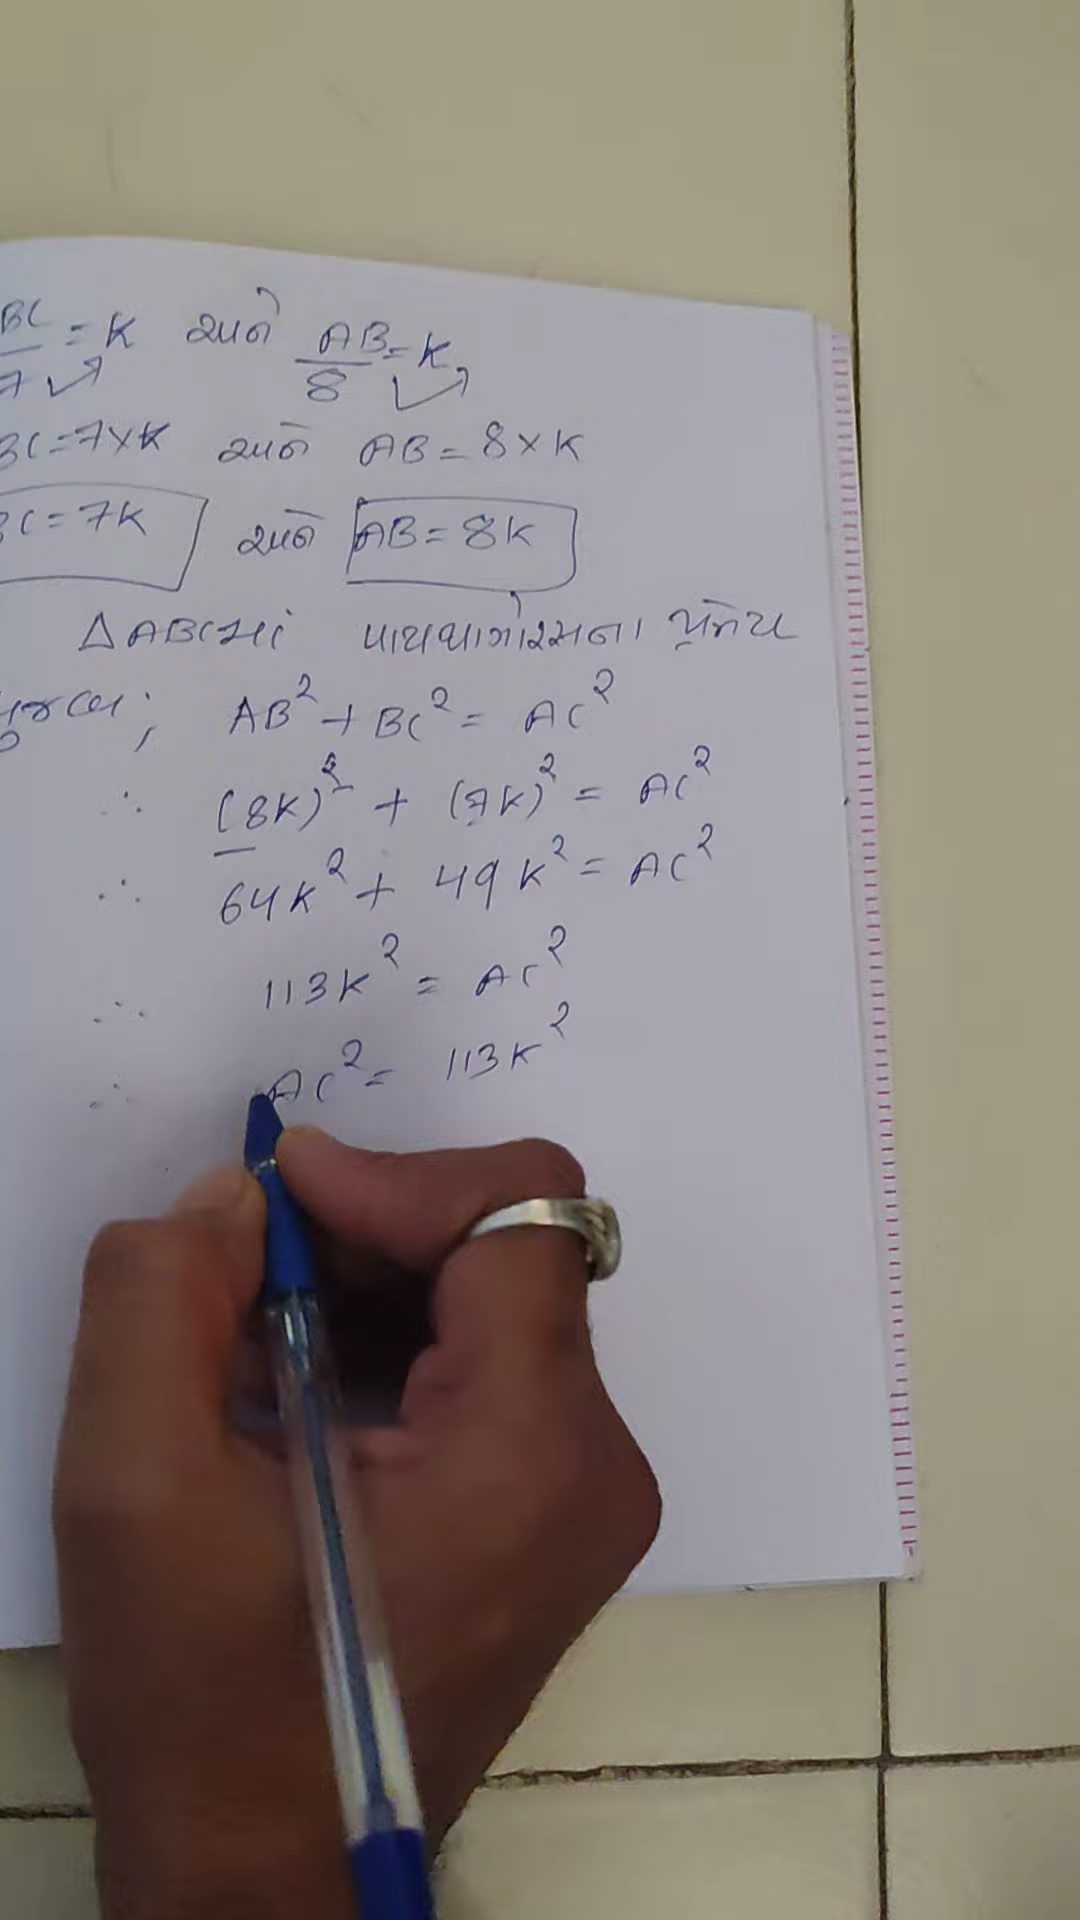 BC/7 = K અને AB/8 = K,
BC = 7×K અને AB = 8×K
BC = 7K અને AB = 8K
△ABCમાં પાયથાગોરસના પ્રમેય
મુજબ ;
AB² + BC² = AC²
∴ (8K)² + (7K)² = AC²
∴ 64K² + 49K² = AC²
∴ 113K² = AC²
∴ AC² = 113K²